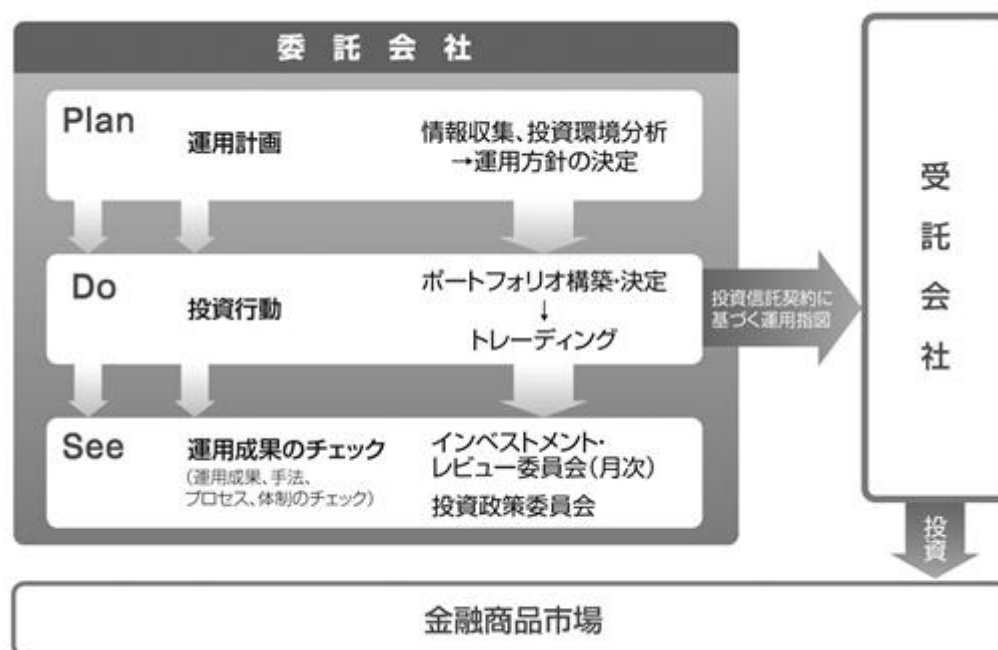 委託会社
Plan
運用計画
情報収集、投資環境分析
→運用方針の決定
Do
投資行動
ポートフォリオ構築・決定
↓
トレーディング
投資信託契約に
基づく運用指図
See
運用成果のチェック
(運用成果、手法、
プロセス、体制のチェック)
インベストメント・
レビュー委員会(月次)
投資政策委員会
受託会社
投資
金融商品市場